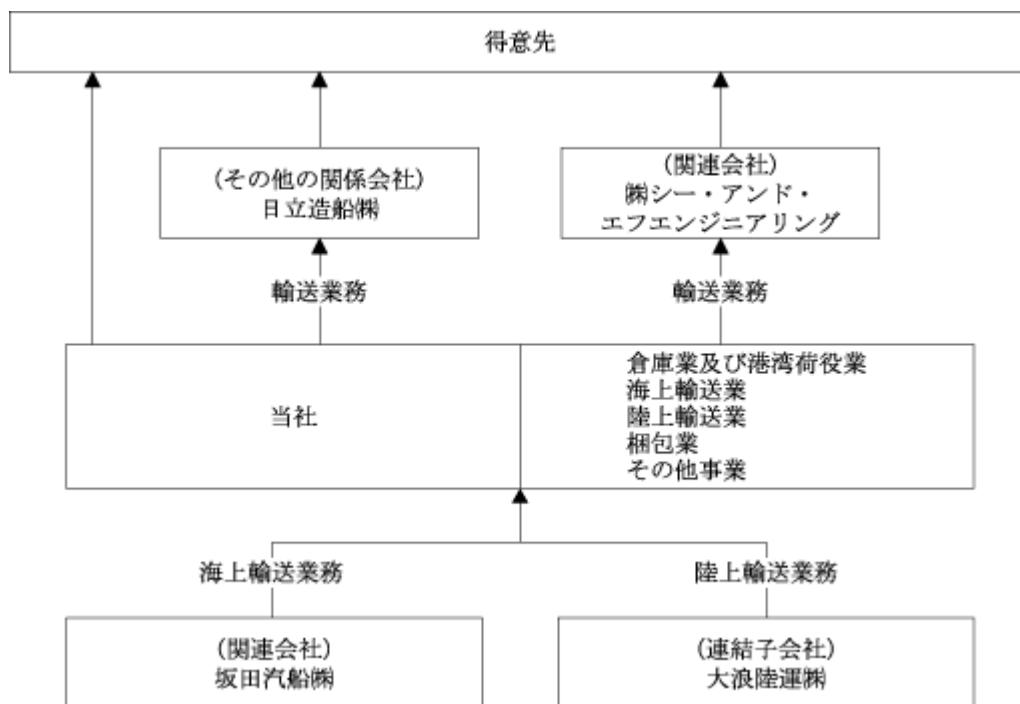 得意先
(その他の関係会社)
日立造船㈱
(関連会社)
㈱シー・アンド・
エフエンジニアリング
輸送業務
輸送業務
当社
倉庫業及び港湾荷役業
海上輸送業
陸上輸送業
梱包業
その他事業
海上輸送業務
陸上輸送業務
(関連会社)
坂田汽船㈱
(連結子会社)
大浪陸運㈱